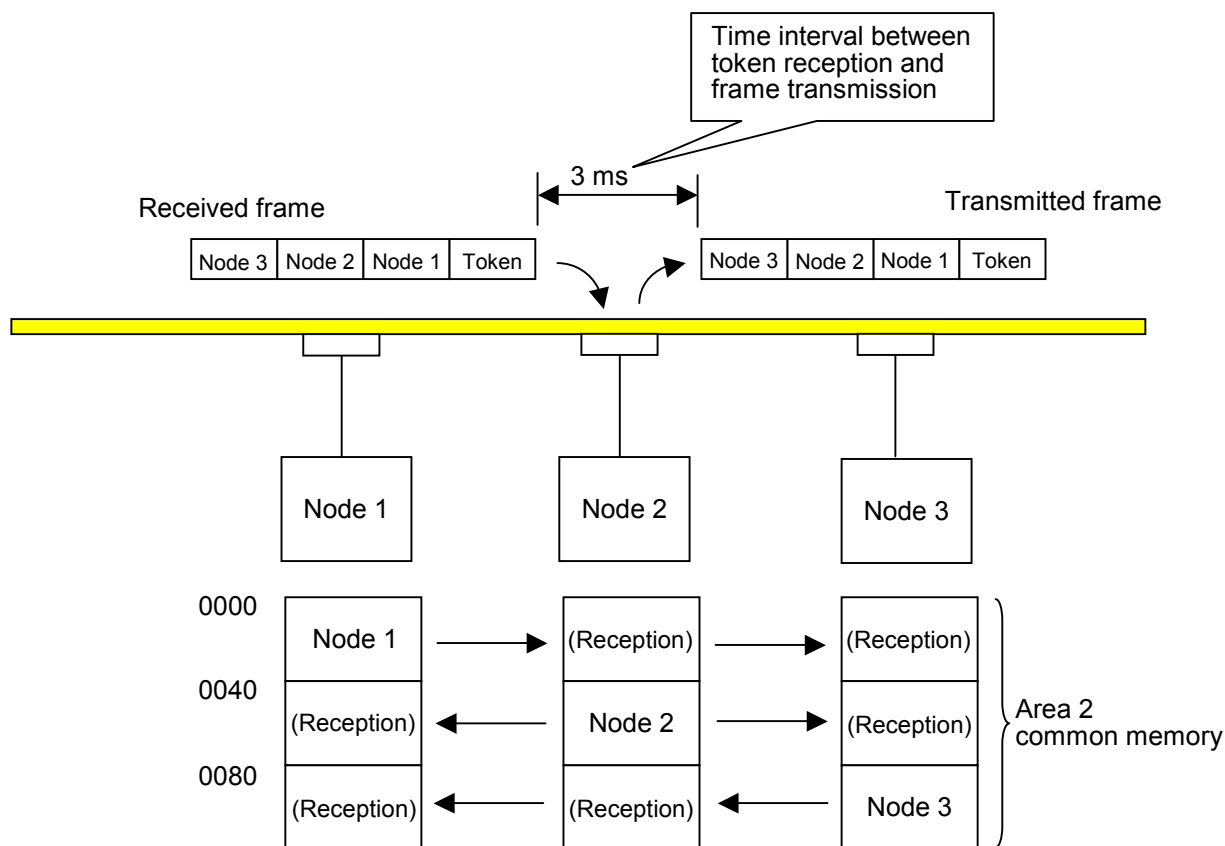 Time interval between
token reception and
frame transmission
3 ms
Received frame
Transmitted frame
Node 3 Node 2 Node 1 Token
Node 3 Node 2 Node 1 Token
Node 1
Node 2
Node 3
0000
Node 1
(Reception)
(Reception)
0040
(Reception)
Node 2
(Reception)
0080
(Reception)
(Reception)
Node 3
Area 2
common memory